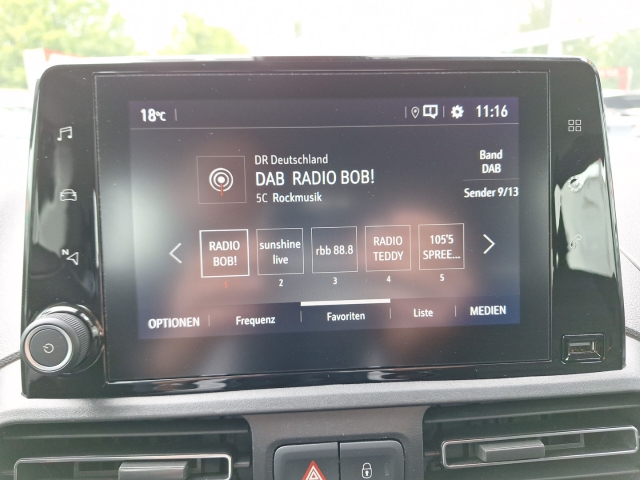 18°C
11:16
DR Deutschland
DAB RADIO BOB!
5C Rockmusik
Band
DAB
Sender 9/13
RADIO
BOB!
sunshine
live
rbb 88.8
RADIO
TEDDY
105'5
SPREE...
1 2 3 4 5
OPTIONEN Frequenz Favoriten Liste MEDIEN
N